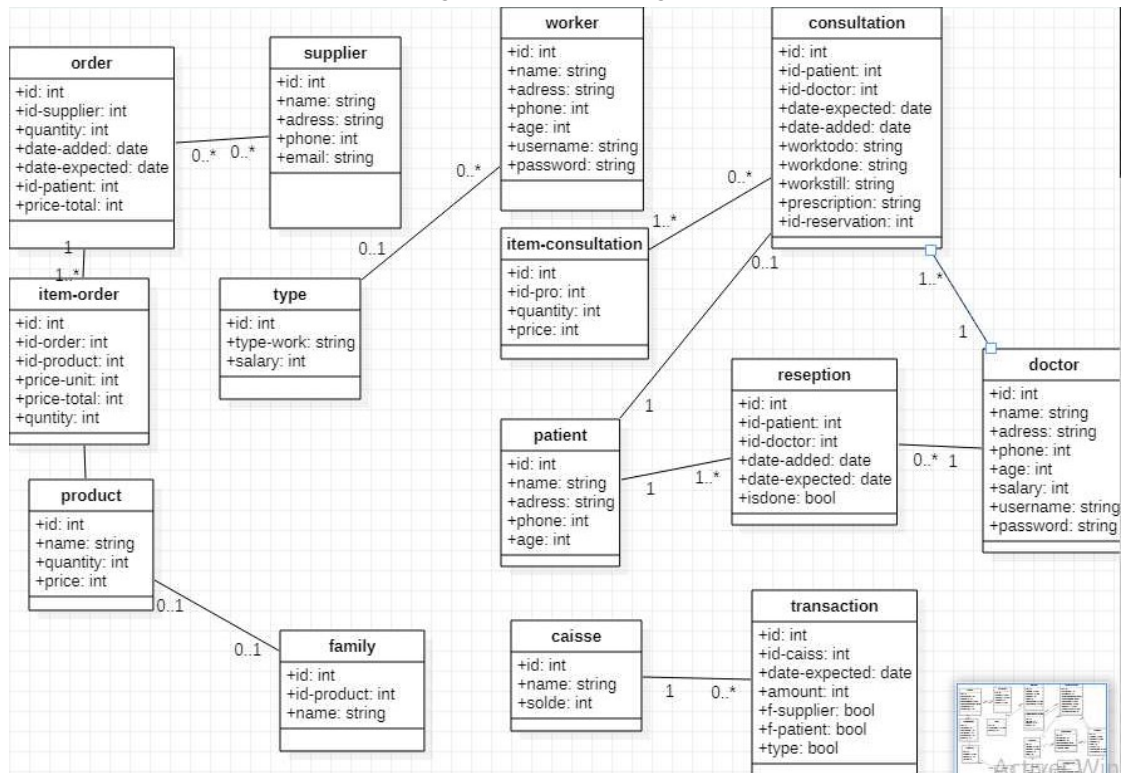 order
+id: int
+id-supplier: int
+quantity: int
+date-added: date
+date-expected: date
+id-patient: int
+price-total: int
supplier
+id: int
+name: string
+adress: string
+phone: int
+email: string
0..*
0..*
worker
+id: int
+name: string
+adress: string
+phone: int
+age: int
+username: string
+password: string
consultation
+id: int
+id-patient: int
+id-doctor: int
+date-expected: date
+date-added: date
+worktodo: string
+workdone: string
+workstill: string
+prescription: string
+id-reservation: int
0..*
0..1
0..*
1..*
1
1..*
item-order
+id: int
+id-order: int
+id-product: int
+price-unit: int
+price-total: int
+quntity: int
type
+id: int
+type-work: string
+salary: int
item-consultation
+id: int
+id-pro: int
+quantity: int
+price: int
0..1
1
1..*
1
patient
+id: int
+name: string
+adress: string
+phone: int
+age: int
reseption
+id: int
+id-patient: int
+id-doctor: int
+date-added: date
+date-expected: date
+isdone: bool
doctor
+id: int
+name: string
+adress: string
+phone: int
+age: int
+salary: int
+username: string
+password: string
1
1..*
0..*
1
product
+id: int
+name: string
+quantity: int
+price: int
0..1
0..1
family
+id: int
+id-product: int
+name: string
caisse
+id: int
+name: string
+solde: int
1
0..*
transaction
+id: int
+id-caiss: int
+date-expected: date
+amount: int
+f-supplier: bool
+f-patient: bool
+type: bool